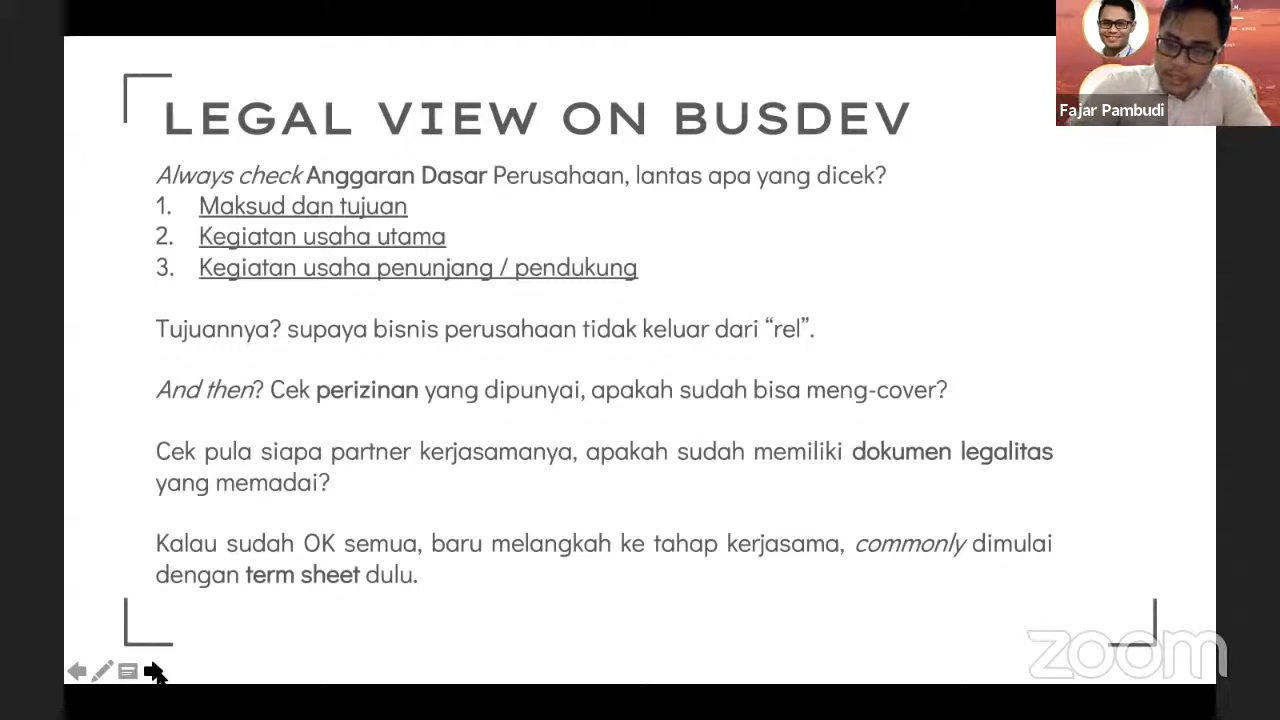 LEGAL VIEW ON BUSDEV
Always check Anggaran Dasar Perusahaan, lantas apa yang dicek?
1. Maksud dan tujuan
2. Kegiatan usaha utama
3. Kegiatan usaha penunjang / pendukung
Tujuannya? supaya bisnis perusahaan tidak keluar dari “rel”.
And then? Cek perizinan yang dipunyai, apakah sudah bisa meng-cover?
Cek pula siapa partner kerjasamanya, apakah sudah memiliki dokumen legalitas
yang memadai?
Kalau sudah OK semua, baru melangkah ke tahap kerjasama, commonly dimulai
dengan term sheet dulu.
Fajar Pambudi
zoom